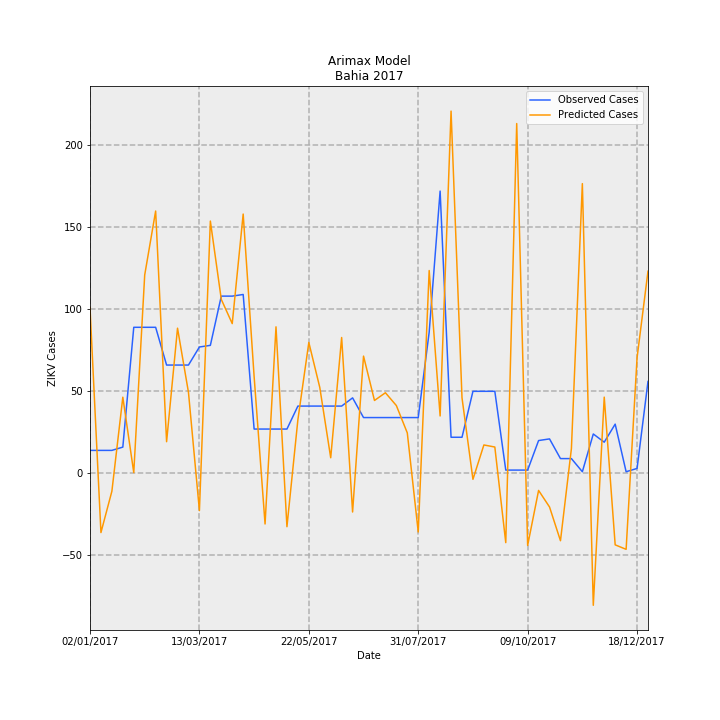 Arimax Model
Bahia 2017
Observed Cases
Predicted Cases
ZIKV Cases
200
150
100
50
0
−50
02/01/2017 13/03/2017 22/05/2017 31/07/2017 09/10/2017 18/12/2017
Date